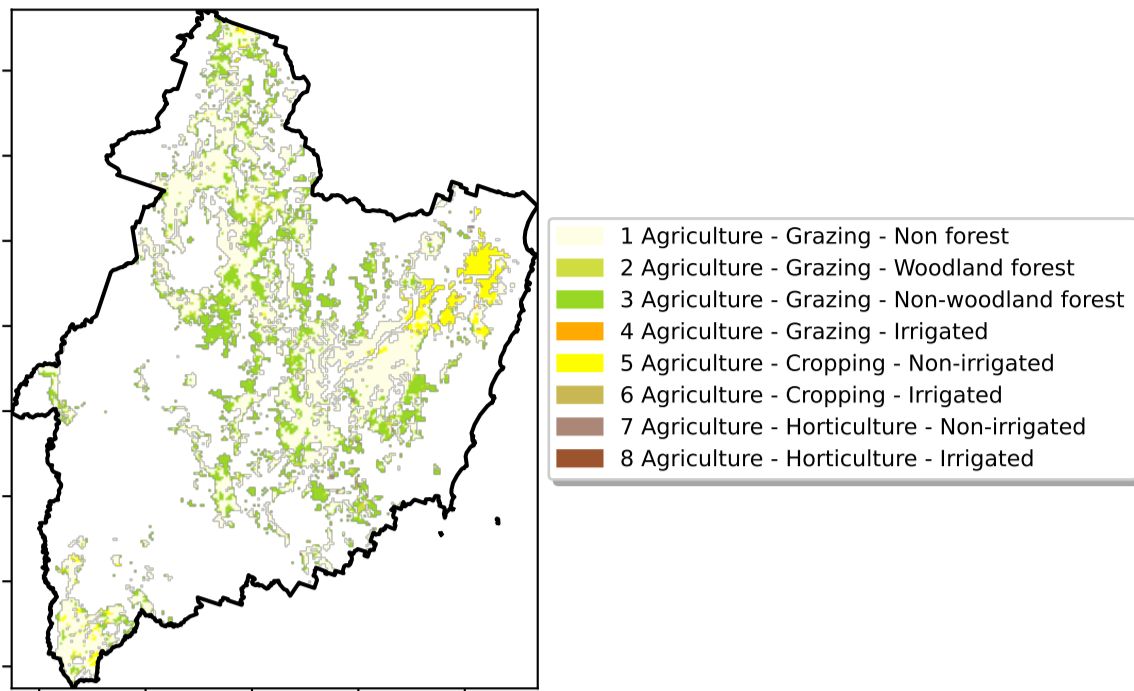 1 Agriculture - Grazing - Non forest
2 Agriculture - Grazing - Woodland forest
3 Agriculture - Grazing - Non-woodland forest
4 Agriculture - Grazing - Irrigated
5 Agriculture - Cropping - Non-irrigated
6 Agriculture - Cropping - Irrigated
7 Agriculture - Horticulture - Non-irrigated
8 Agriculture - Horticulture - Irrigated